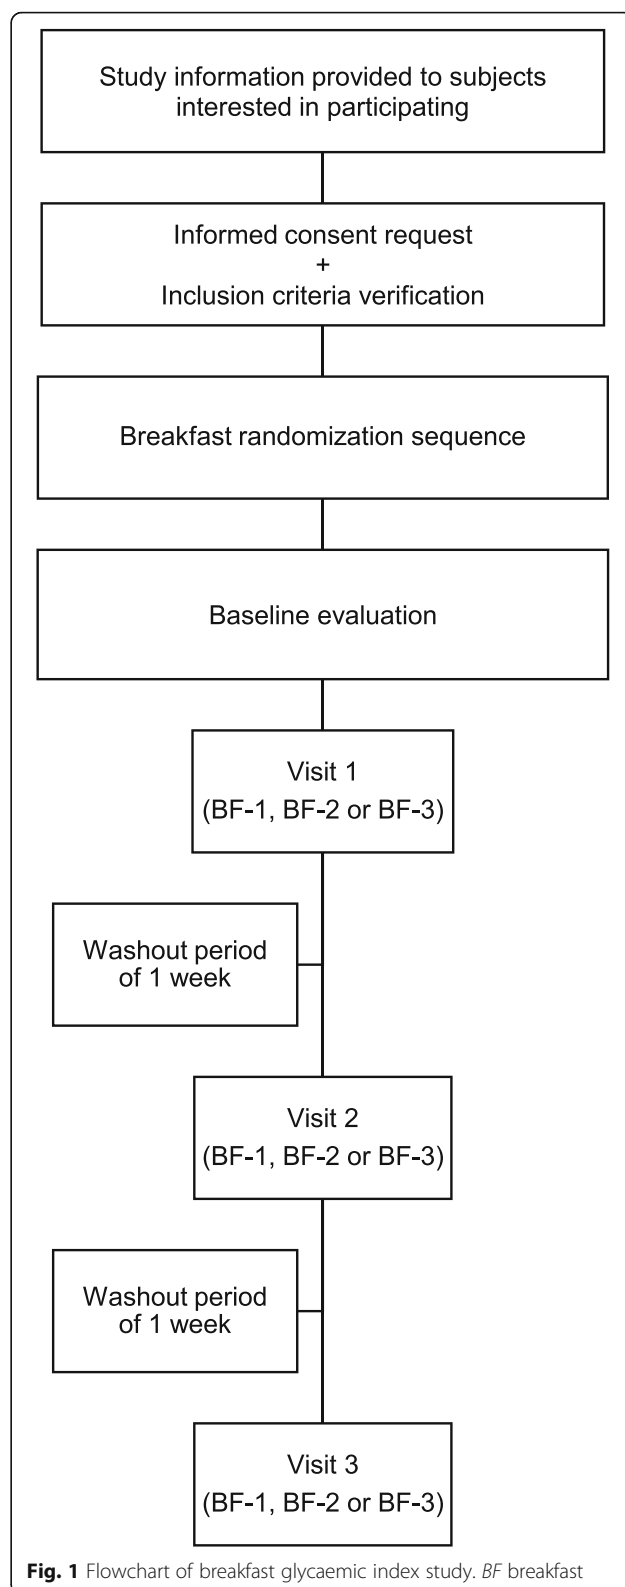 Study information provided to subjects
interested in participating
Informed consent request
+
Inclusion criteria verification
Breakfast randomization sequence
Baseline evaluation
Visit 1
(BF-1, BF-2 or BF-3)
Washout period
of 1 week
Visit 2
(BF-1, BF-2 or BF-3)
Washout period
of 1 week
Visit 3
(BF-1, BF-2 or BF-3)
Fig. 1 Flowchart of breakfast glycaemic index study. BF breakfast